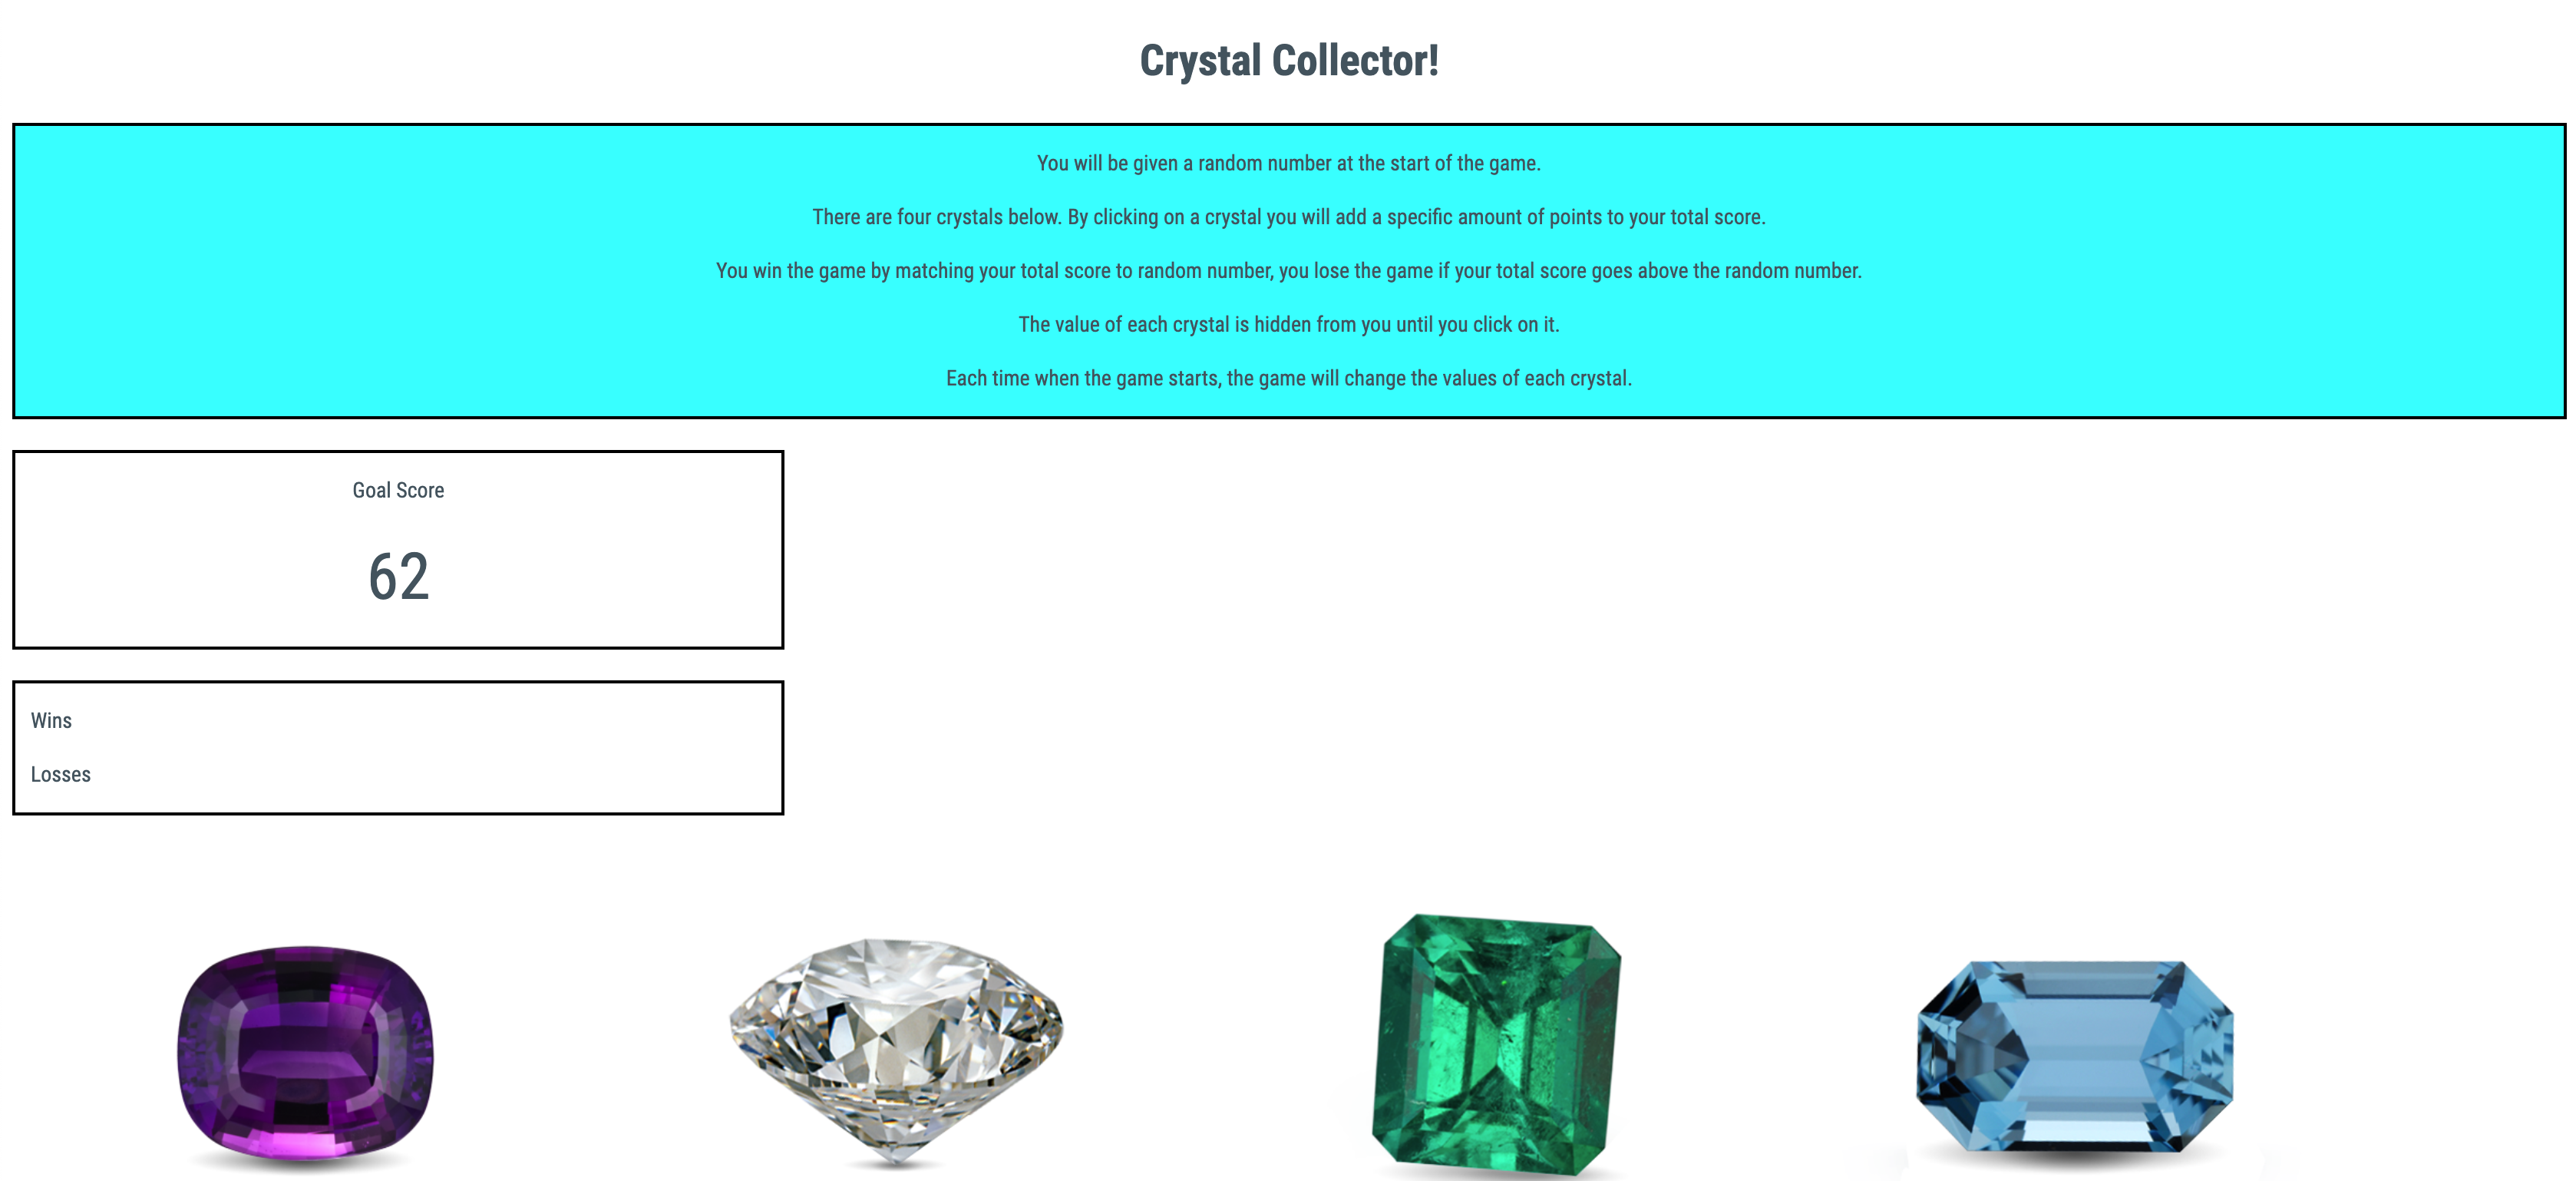 Crystal Collector!
You will be given a random number at the start of the game.
There are four crystals below. By clicking on a crystal you will add a specific amount of points to your total score.
You win the game by matching your total score to random number, you lose the game if your total score goes above the random number.
The value of each crystal is hidden from you until you click on it.
Each time when the game starts, the game will change the values of each crystal.
Goal Score
62
Wins
Losses